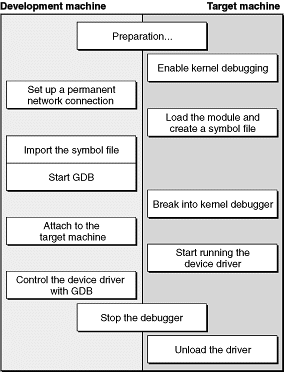 Development machine
Target machine
Preparation...
Enable kernel debugging
Set up a permanent
network connection
Load the module and
create a symbol file
Import the symbol file
Start GDB
Break into kernel debugger
Attach to the
target machine
Start running the
device driver
Control the device driver
with GDB
Stop the debugger
Unload the driver